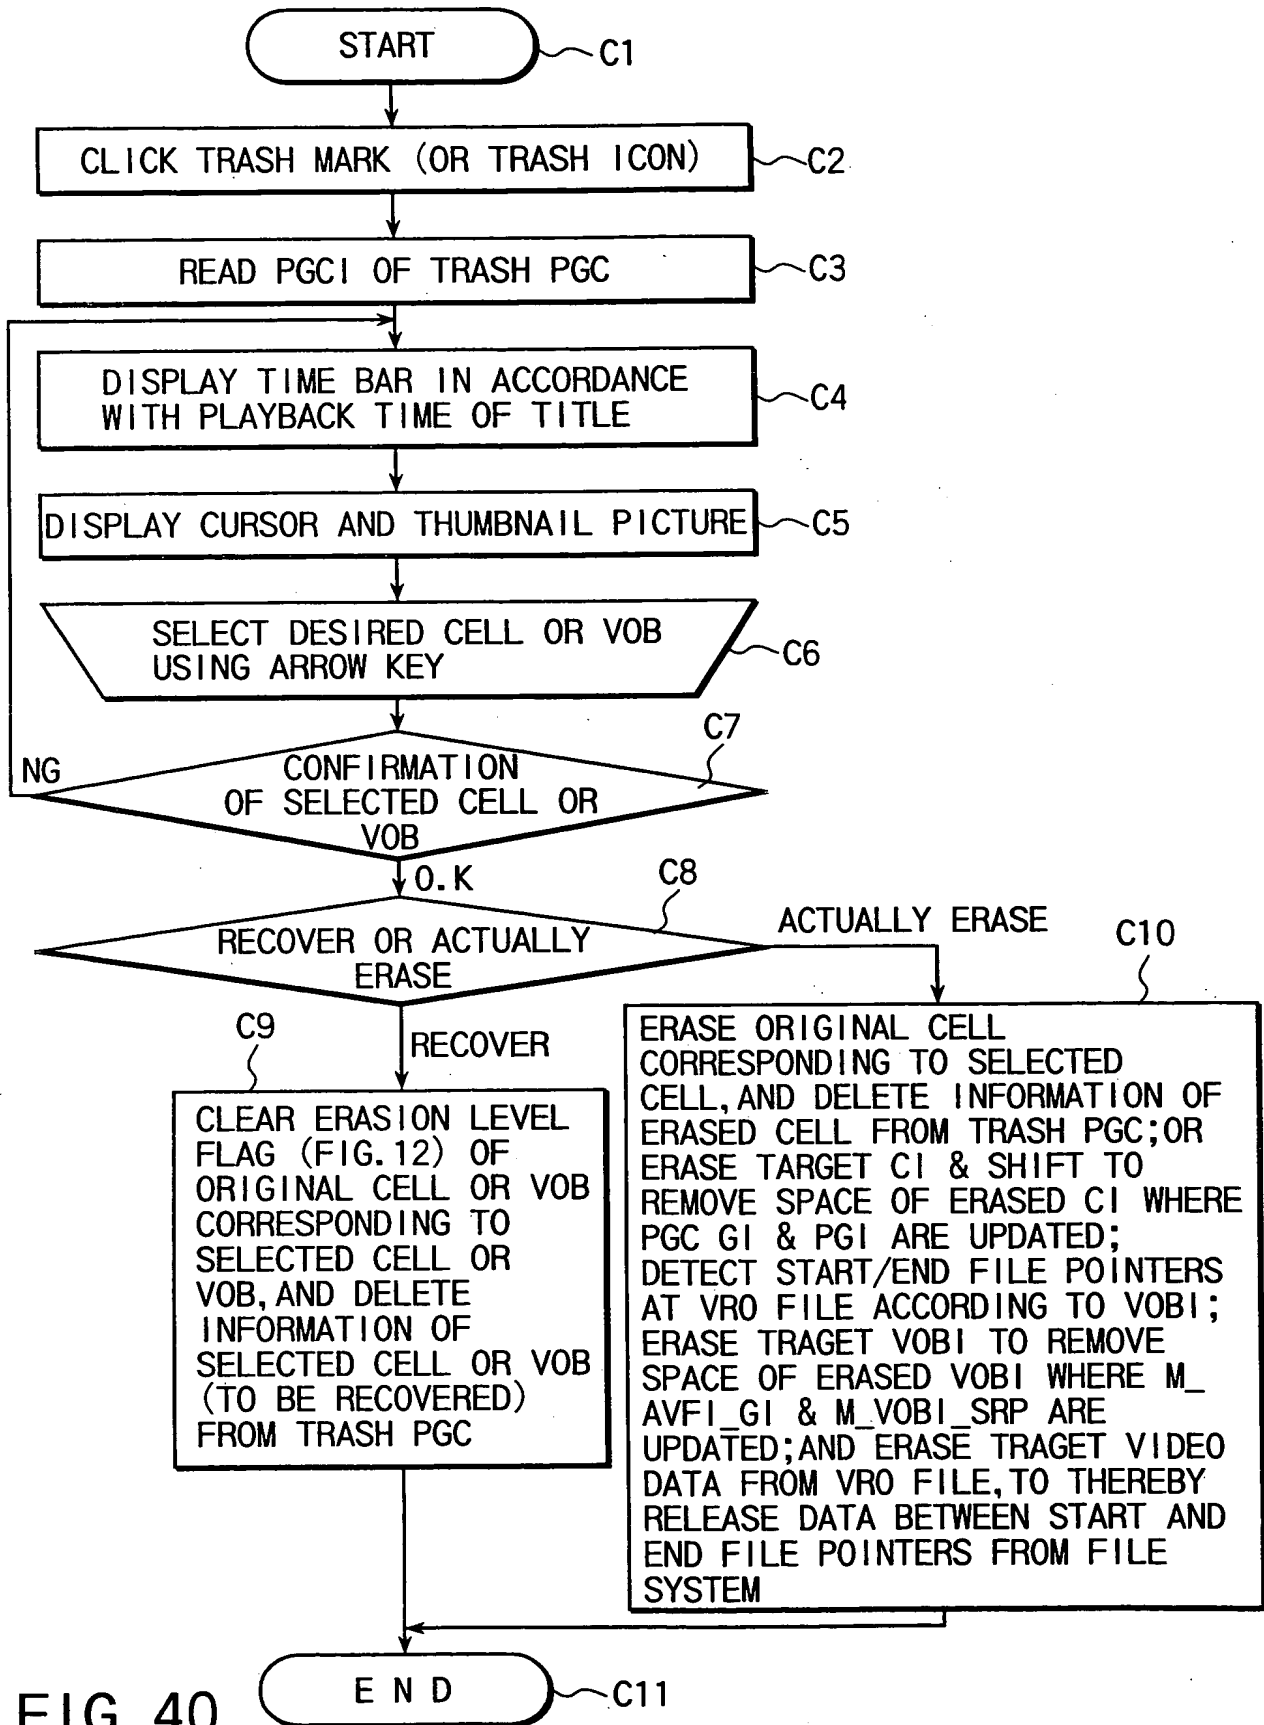 START
C1
CLICK TRASH MARK (OR TRASH ICON)
C2
READ PGCI OF TRASH PGC
C3
DISPLAY TIME BAR IN ACCORDANCE
WITH PLAYBACK TIME OF TITLE
C4
DISPLAY CURSOR AND THUMBNAIL PICTURE
C5
SELECT DESIRED CELL OR VOB
USING ARROW KEY
C6
C7
NG
CONFIRMATION
OF SELECTED CELL OR
VOB
O.K
C8
RECOVER OR ACTUALLY
ERASE
ACTUALLY ERASE
C10
C9
RECOVER
CLEAR ERASION LEVEL
FLAG (FIG.12) OF
ORIGINAL CELL OR VOB
CORRESPONDING TO
SELECTED CELL OR
VOB,AND DELETE
INFORMATION OF
SELECTED CELL OR VOB
(TO BE RECOVERED)
FROM TRASH PGC
ERASE ORIGINAL CELL
CORRESPONDING TO SELECTED
CELL,AND DELETE INFORMATION OF
ERASED CELL FROM TRASH PGC;OR
ERASE TARGET CI & SHIFT TO
REMOVE SPACE OF ERASED CI WHERE
PGC GI & PGI ARE UPDATED;
DETECT START/END FILE POINTERS
AT VRO FILE ACCORDING TO VOBI;
ERASE TRAGET VOBI TO REMOVE
SPACE OF ERASED VOBI WHERE M_
AVFI_GI & M_VOBI_SRP ARE
UPDATED;AND ERASE TRAGET VIDEO
DATA FROM VRO FILE,TO THEREBY
RELEASE DATA BETWEEN START AND
END FILE POINTERS FROM FILE
SYSTEM
END
C11
FIG. 40